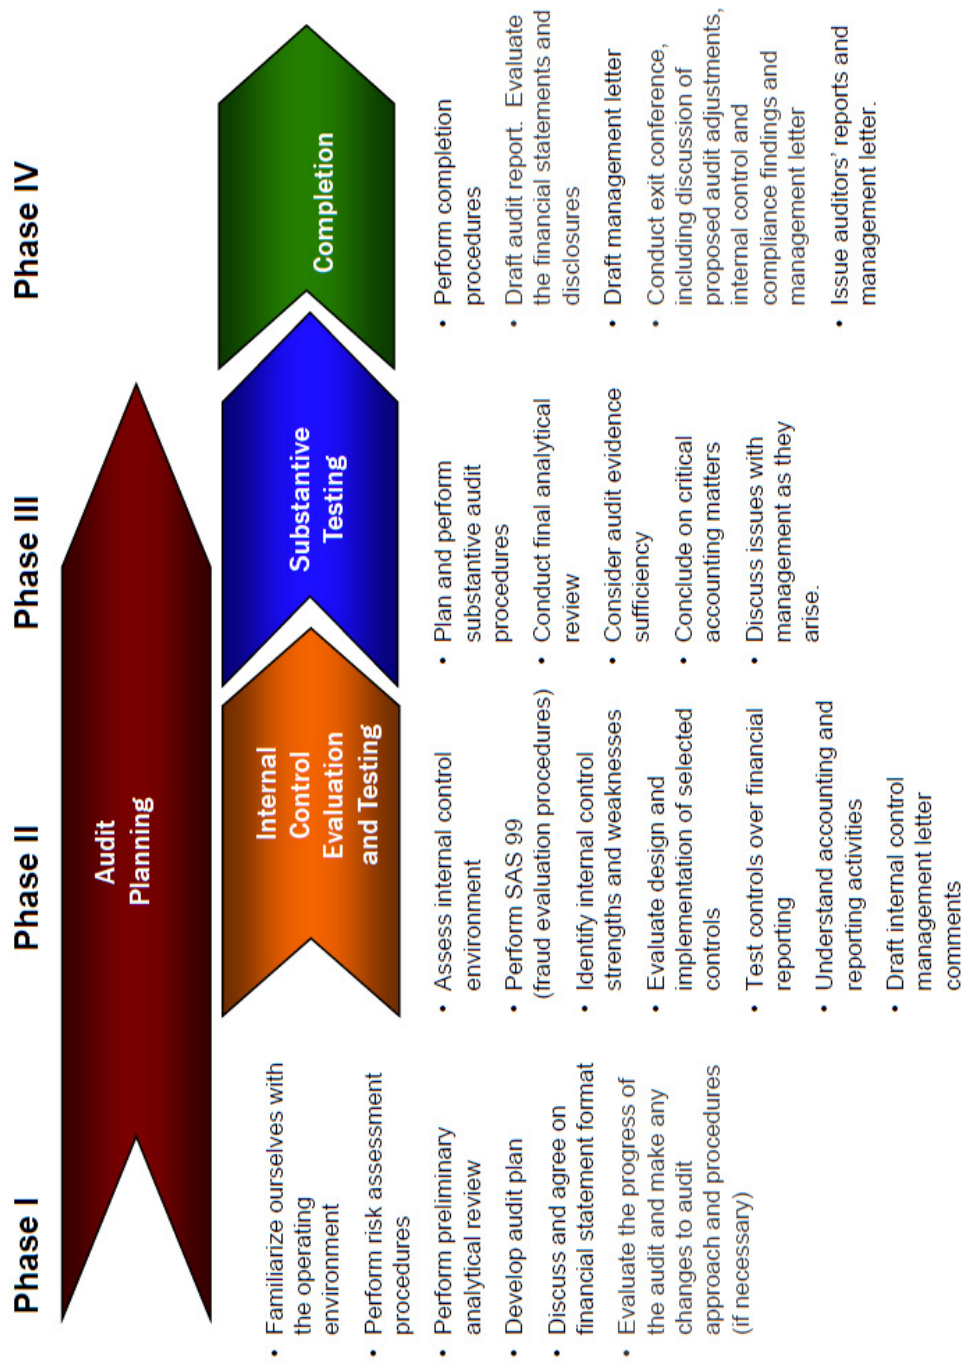 Phase I
Phase II
Phase III
Phase IV
Audit
Planning
Internal
Control
Evaluation
and Testing
Substantive
Testing
Completion
• Familiarize ourselves with
the operating
environment
• Perform risk assessment
procedures
• Perform preliminary
analytical review
• Develop audit plan
• Discuss and agree on
financial statement format
• Evaluate the progress of
the audit and make any
changes to audit
approach and procedures
(if necessary)
• Assess internal control
environment
• Perform SAS 99
(fraud evaluation procedures)
• Identify internal control
strengths and weaknesses
• Evaluate design and
implementation of selected
controls
• Test controls over financial
reporting
• Understand accounting and
reporting activities
• Draft internal control
management letter
comments
• Plan and perform
substantive audit
procedures
• Conduct final analytical
review
• Consider audit evidence
sufficiency
• Conclude on critical
accounting matters
• Discuss issues with
management as they
arise.
• Perform completion
procedures
• Draft audit report. Evaluate
the financial statements and
disclosures
• Draft management letter
• Conduct exit conference,
including discussion of
proposed audit adjustments,
internal control and
compliance findings and
management letter
• Issue auditors' reports and
management letter.